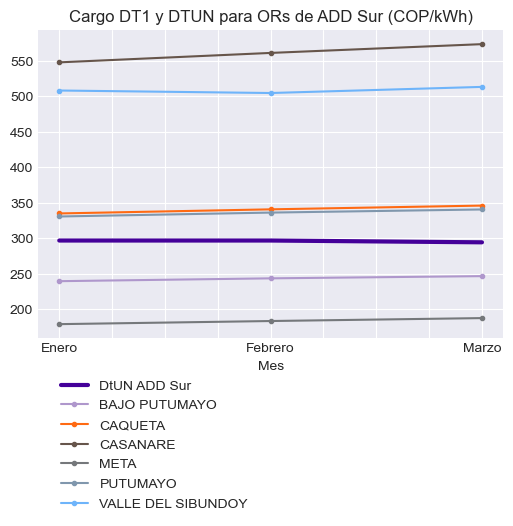 Cargo DT1 y DTUN para ORs de ADD Sur (COP/kWh)
550
500
450
400
350
300
250
200
Enero Febrero Marzo
Mes
DtUN ADD Sur
BAJO PUTUMAYO
CAQUETA
CASANARE
META
PUTUMAYO
VALLE DEL SIBUNDOY